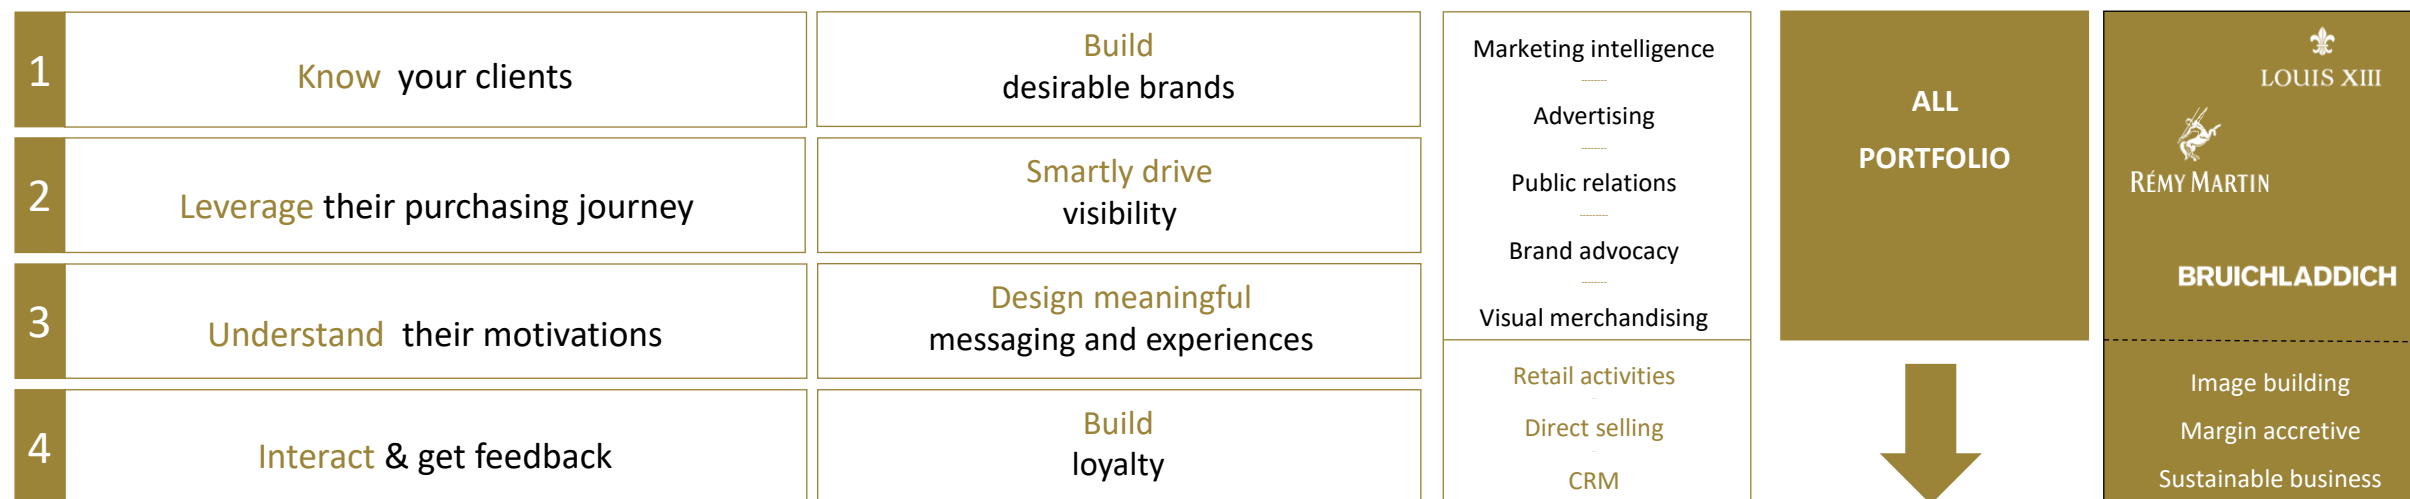 1
Know your clients
Build
desirable brands
2
Leverage their purchasing journey
Smartly drive
visibility
3
Understand their motivations
Design meaningful
messaging and experiences
4
Interact & get feedback
Build
loyalty
Marketing intelligence
Advertising
Public relations
Brand advocacy
Visual merchandising
Retail activities
Direct selling
CRM
ALL
PORTFOLIO
LOUIS XIII
RÉMY MARTIN
BRUICHLADDICH
Image building
Margin accretive
Sustainable business